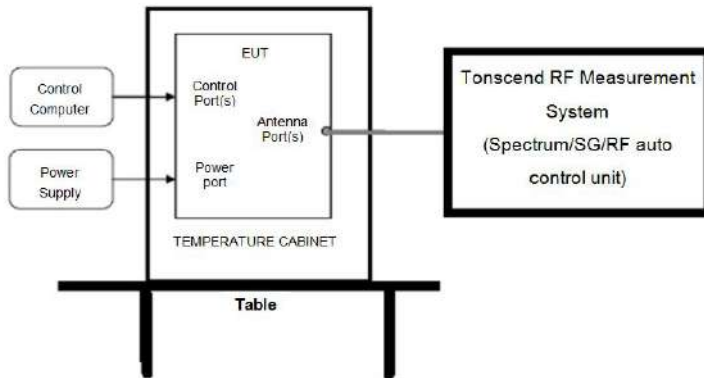 EUT
Control
Computer
Control
Port(s)
Antenna
Port(s)
Power
Supply
Power
port
TEMPERATURE CABINET
Table
Tonscend RF Measurement
System
(Spectrum/SG/RF auto
control unit)